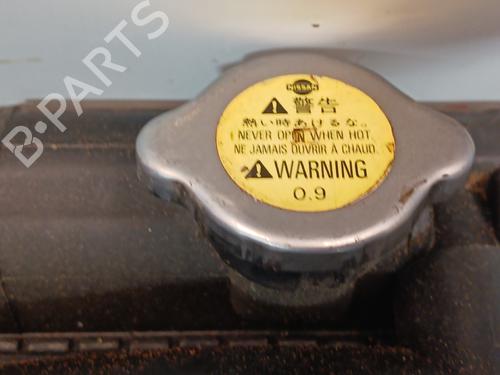 B-PARTS
NISSAN
警告
熱い時あけるな。
NEVER OPEN WHEN HOT.
NE JAMAIS OUVRIR À CHAUD.
WARNING
0.9